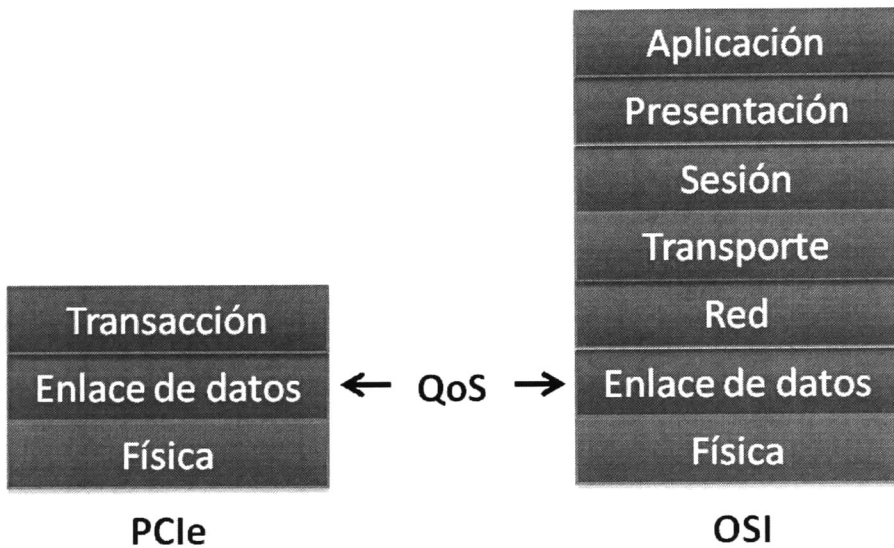 Aplicación
Presentación
Sesión
Transporte
Transacción
Red
Enlace de datos
QoS
Enlace de datos
Física
Física
PCIe
OSI